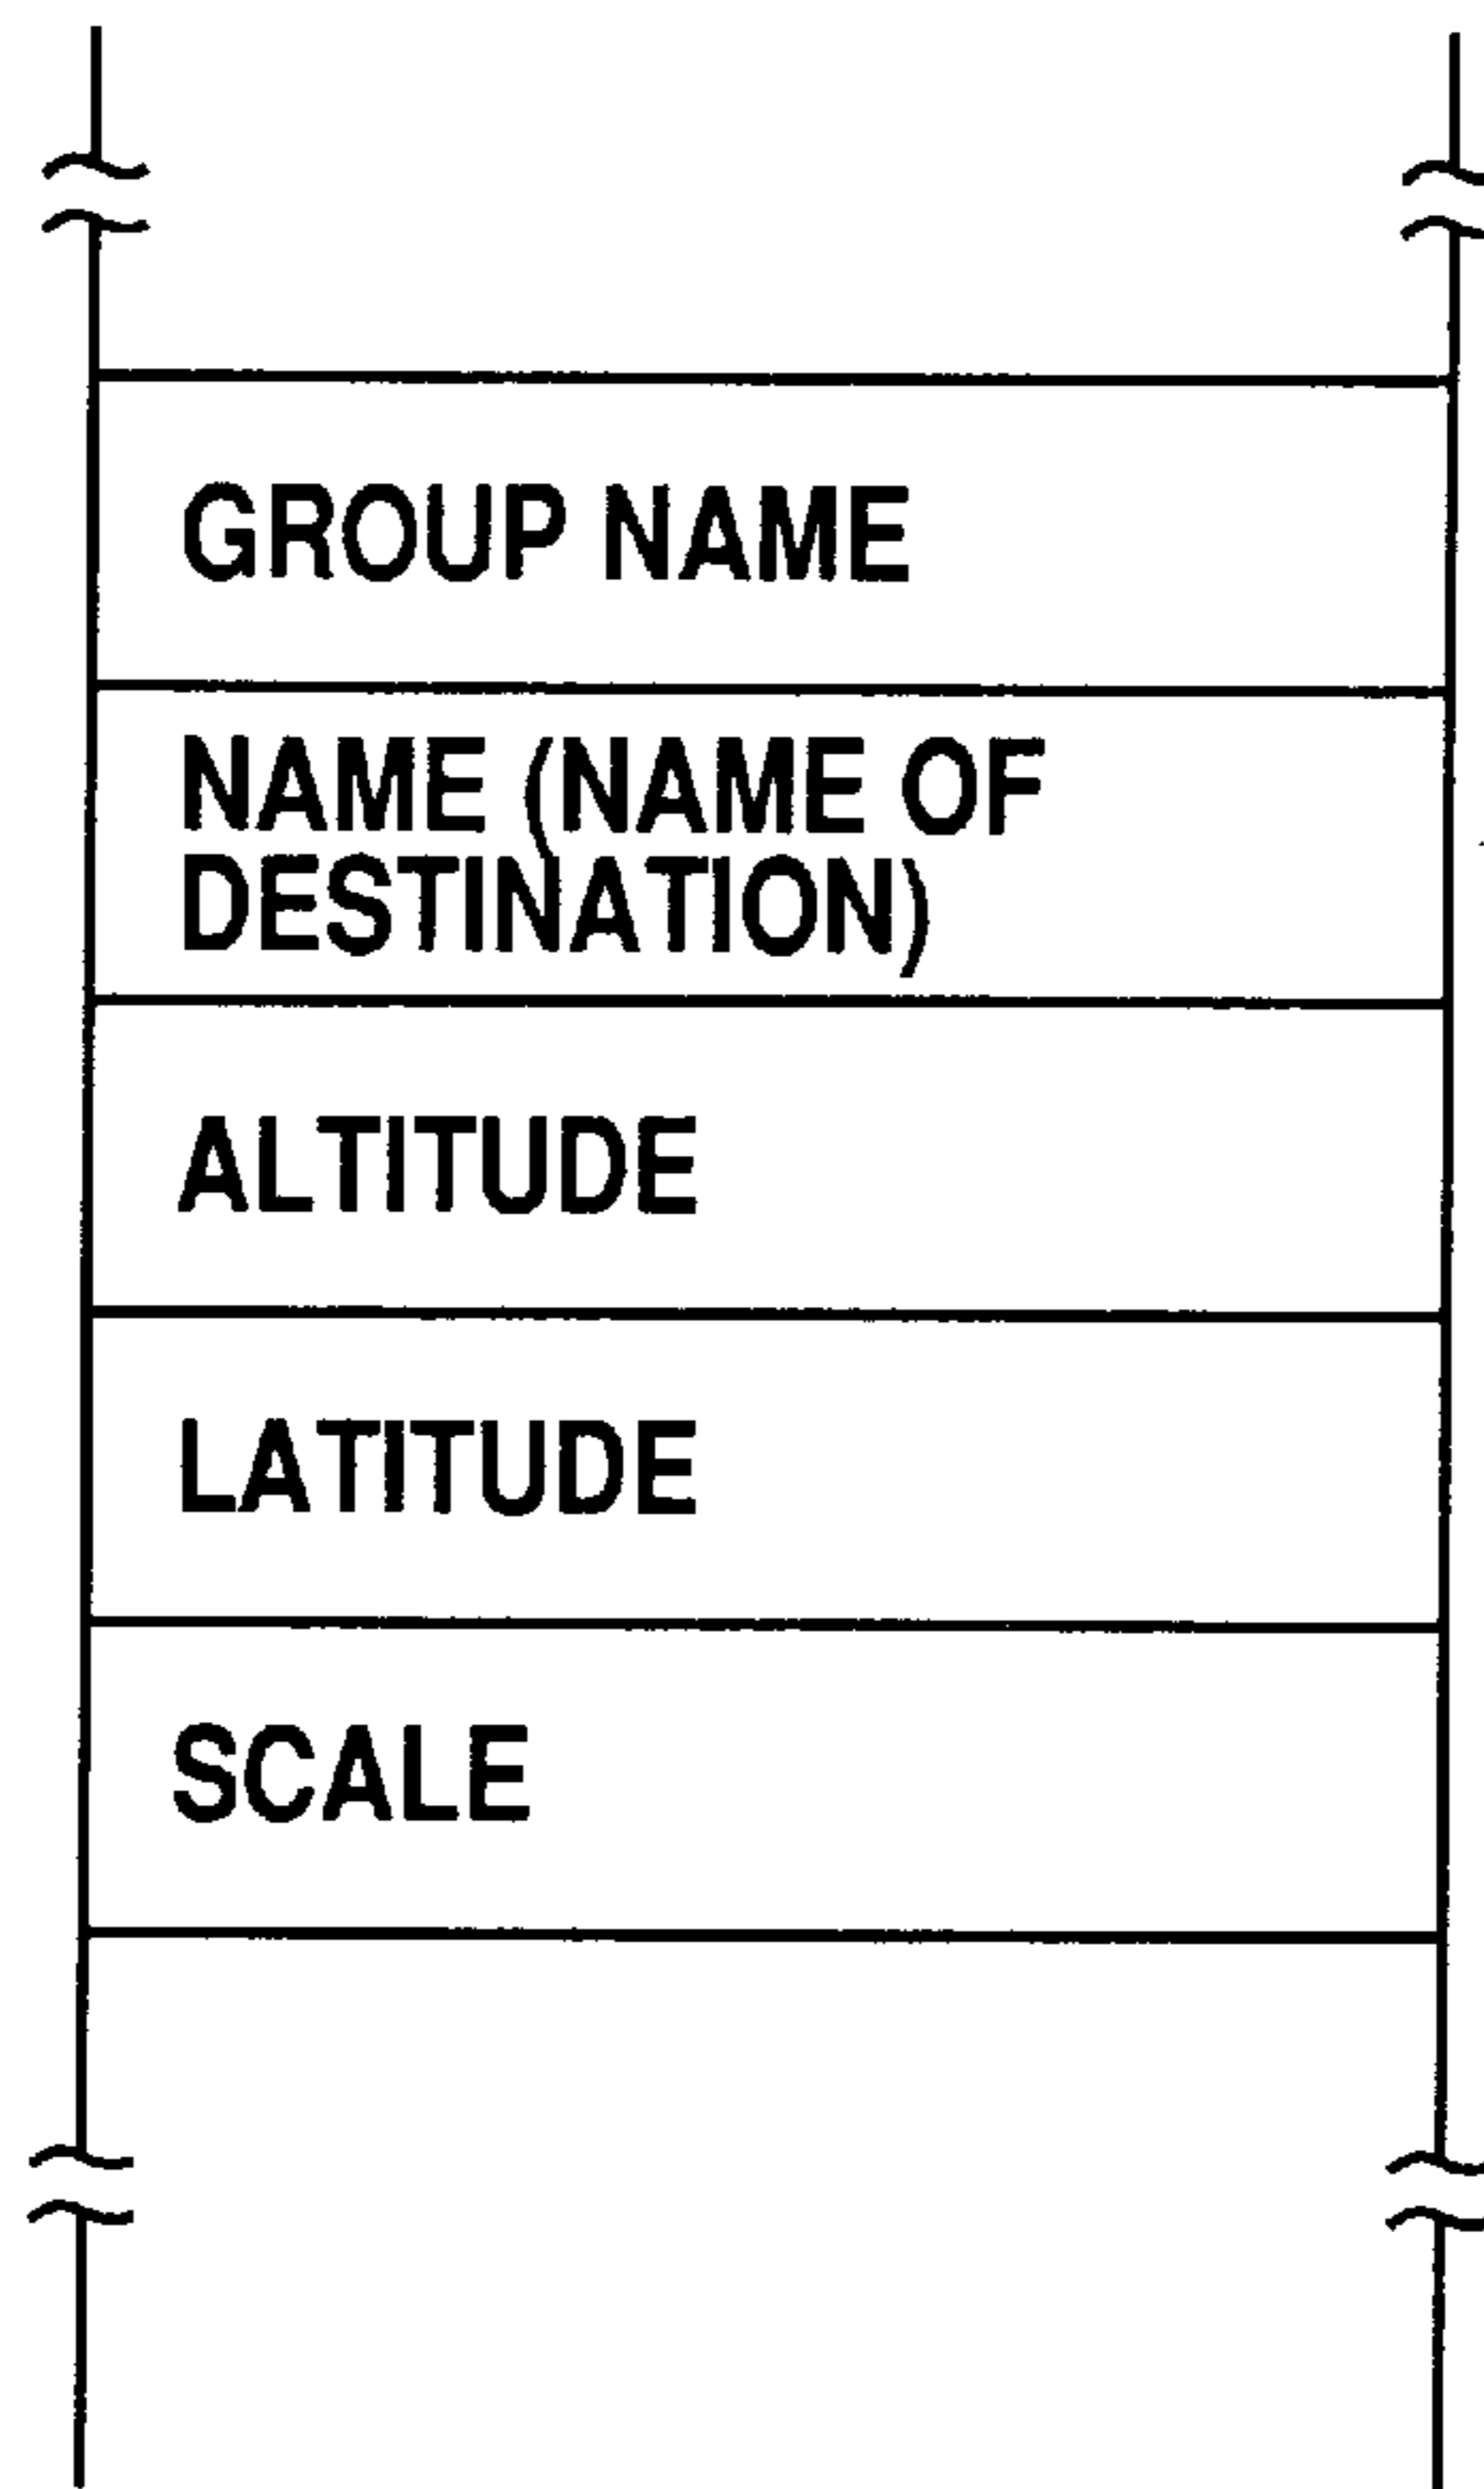 GROUP NAME
NAME (NAME OF
DESTINATION)
ALTITUDE
LATITUDE
SCALE